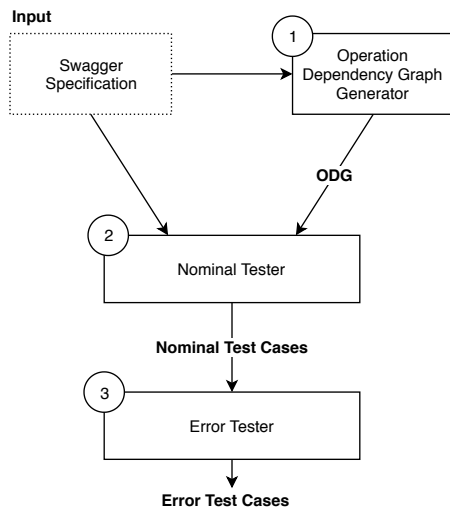 Input
1
Swagger
Specification
Operation
Dependency Graph
Generator
ODG
2
Nominal Tester
Nominal Test Cases
3
Error Tester
Error Test Cases